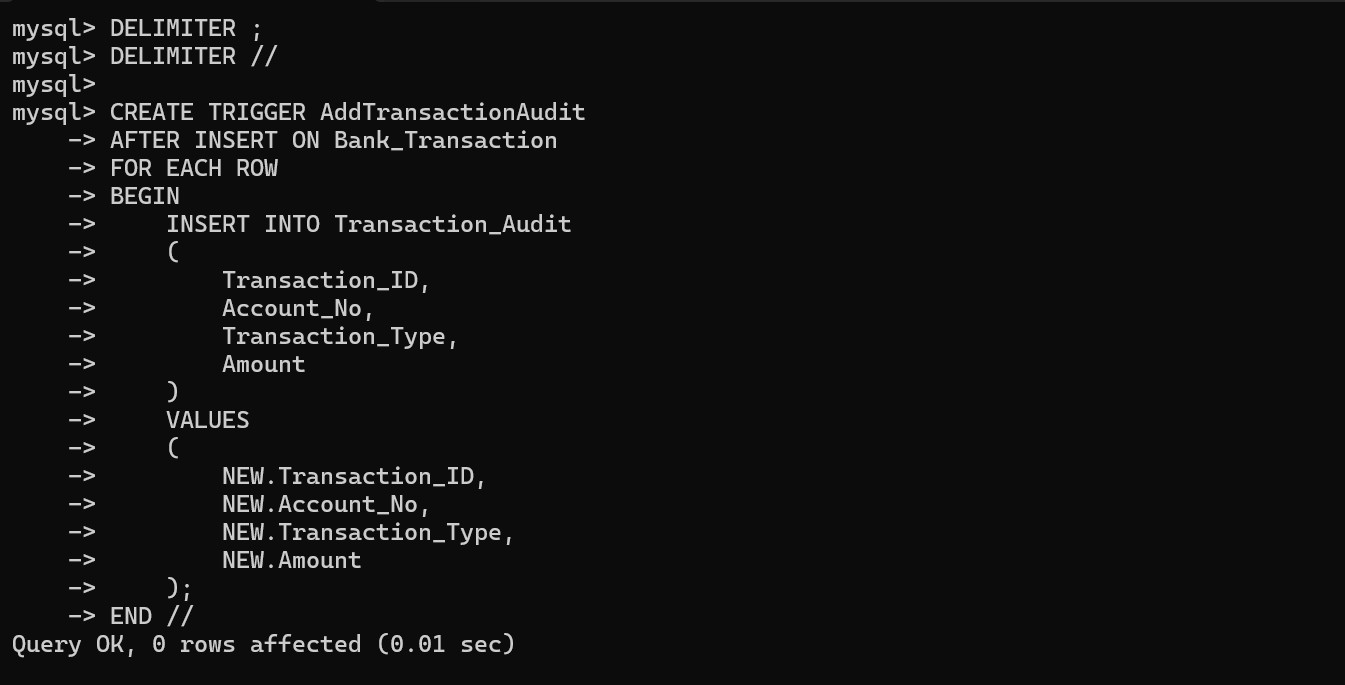 mysql> DELIMITER ;
mysql> DELIMITER //
mysql>
mysql> CREATE TRIGGER AddTransactionAudit
    -> AFTER INSERT ON Bank_Transaction
    -> FOR EACH ROW
    -> BEGIN
    ->     INSERT INTO Transaction_Audit
    ->     (
    ->         Transaction_ID,
    ->         Account_No,
    ->         Transaction_Type,
    ->         Amount
    ->     )
    ->     VALUES
    ->     (
    ->         NEW.Transaction_ID,
    ->         NEW.Account_No,
    ->         NEW.Transaction_Type,
    ->         NEW.Amount
    ->     );
    -> END //
Query OK, 0 rows affected (0.01 sec)